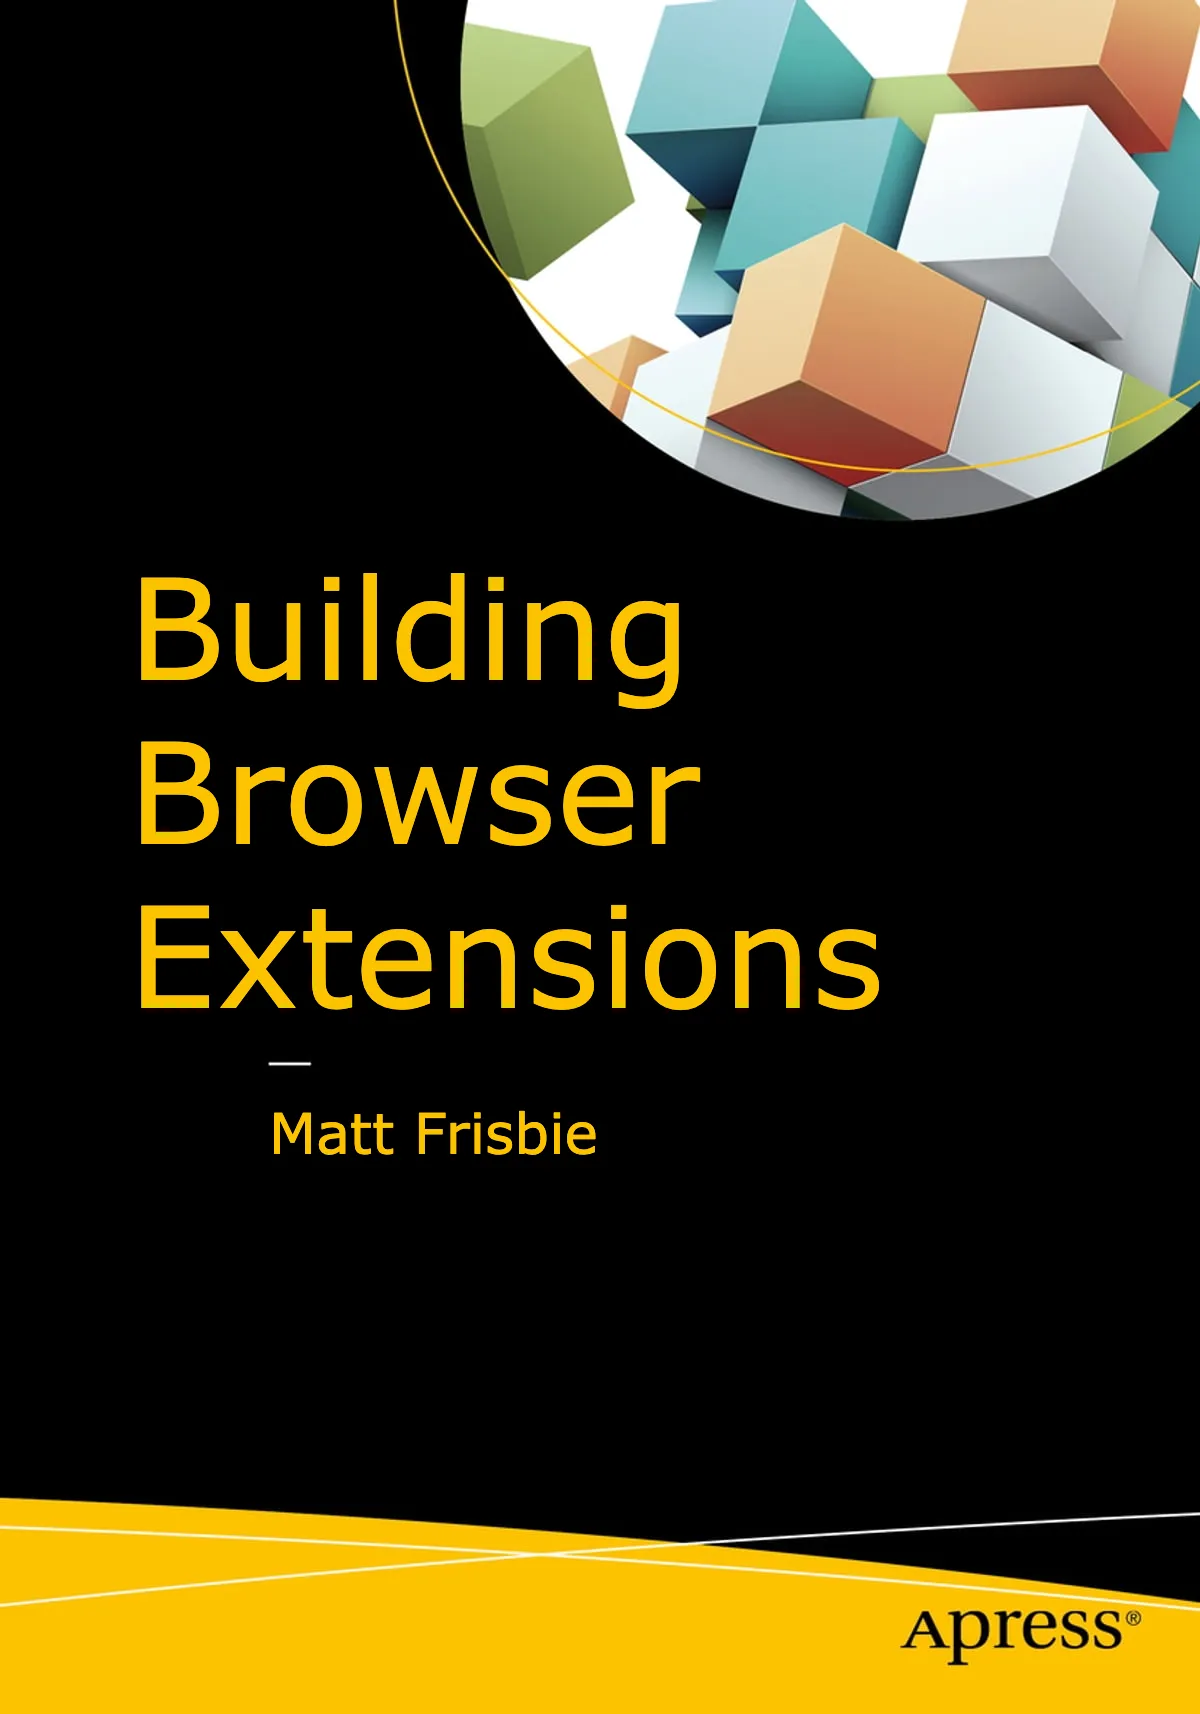 Building
Browser
Extensions
—
Matt Frisbie
Apress®